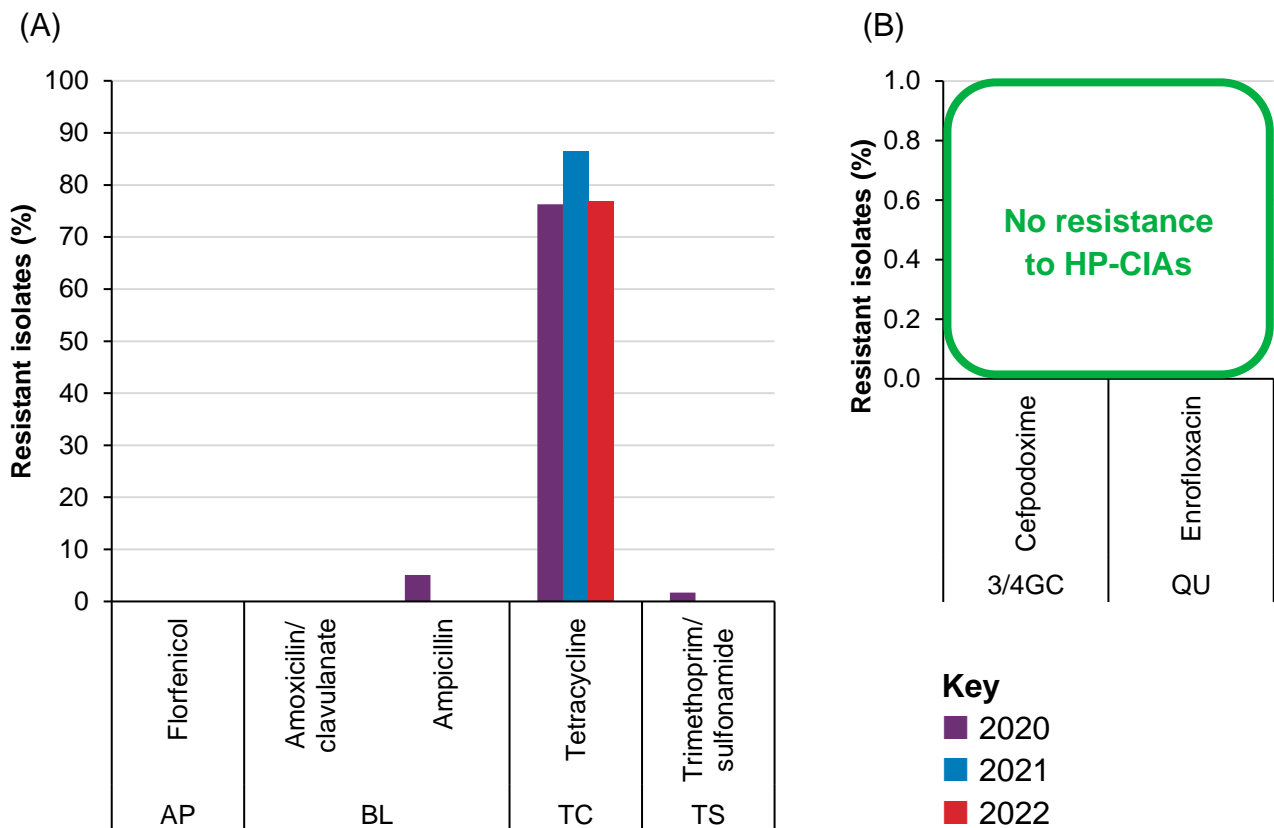 (A)
Resistant isolates (%)
100
90
80
70
60
50
40
30
20
10
0
Florfenicol
Amoxicilin/
clavulanate
Ampicillin
Tetracycline
Trimethoprim/
sulfonamide
AP
BL
TC
TS
(B)
Resistant isolates (%)
1.0
0.8
0.6
0.4
0.2
0.0
No resistance
to HP-CIAs
Cefpodoxime
Enrofloxacin
3/4GC
QU
Key
2020
2021
2022